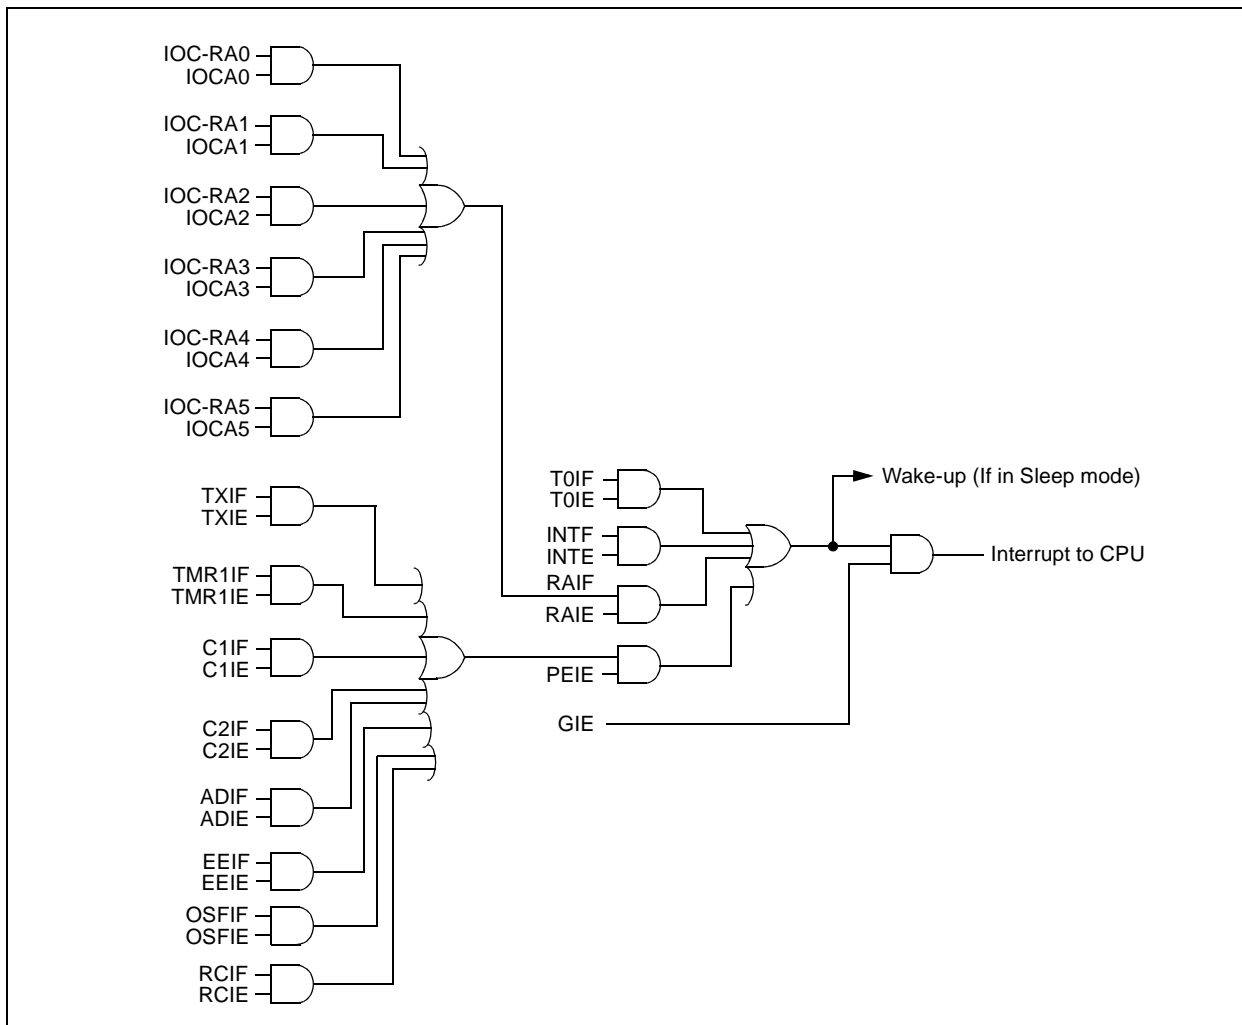 IOC-RA0
IOCA0
IOC-RA1
IOCA1
IOC-RA2
IOCA2
IOC-RA3
IOCA3
IOC-RA4
IOCA4
IOC-RA5
IOCA5
TXIF
TXIE
TMR1IF
TMR1IE
C1IF
C1IE
C2IF
C2IE
ADIF
ADIE
EEIF
EEIE
OSFIF
OSFIE
RCIF
RCIE
T0IF
T0IE
INTF
INTE
RAIF
RAIE
PEIE
GIE
Wake-up (If in Sleep mode)
Interrupt to CPU